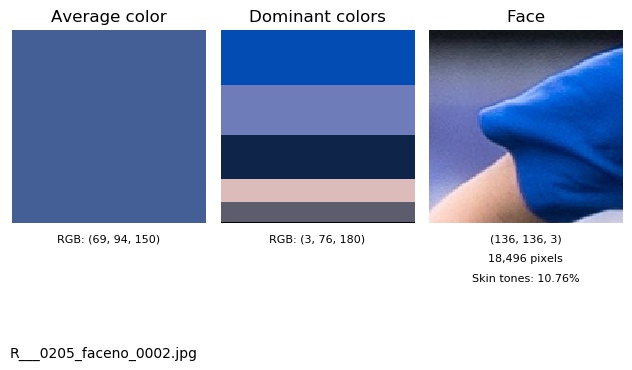 Average color
Dominant colors
Face
RGB: (69, 94, 150)
RGB: (3, 76, 180)
(136, 136, 3)
18,496 pixels
Skin tones: 10.76%
R___0205_faceno_0002.jpg